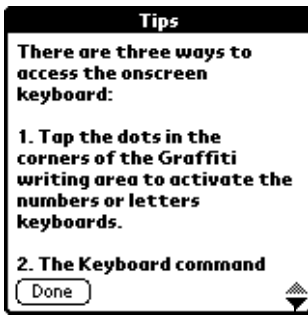 Tips
There are three ways to
access the onscreen
keyboard:
1. Tap the dots in the
corners of the Graffiti
writing area to activate the
numbers or letters
keyboards.
2. The Keyboard command
Done